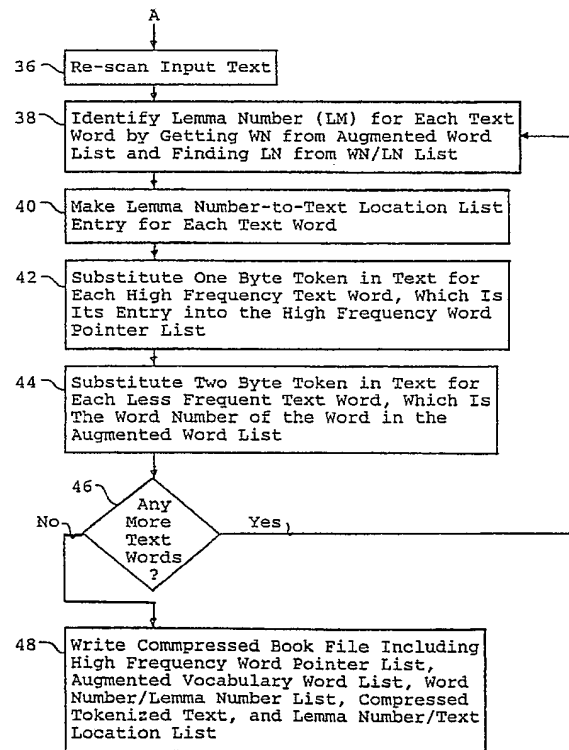 A
36 Re-scan Input Text
38 Identify Lemma Number (LM) for Each Text
Word by Getting WN from Augmented Word
List and Finding LN from WN/LN List
40 Make Lemma Number-to-Text Location List
Entry for Each Text Word
42 Substitute One Byte Token in Text for
Each High Frequency Text Word, Which Is
Its Entry into the High Frequency Word
Pointer List
44 Substitute Two Byte Token in Text for
Each Less Frequent Text Word, Which Is
The Word Number of the Word in the
Augmented Word List
46
Any
More
Text
Words
?
No
Yes
48 Write Commpressed Book File Including
High Frequency Word Pointer List,
Augmented Vocabulary Word List, Word
Number/Lemma Number List, Compressed
Tokenized Text, and Lemma Number/Text
Location List